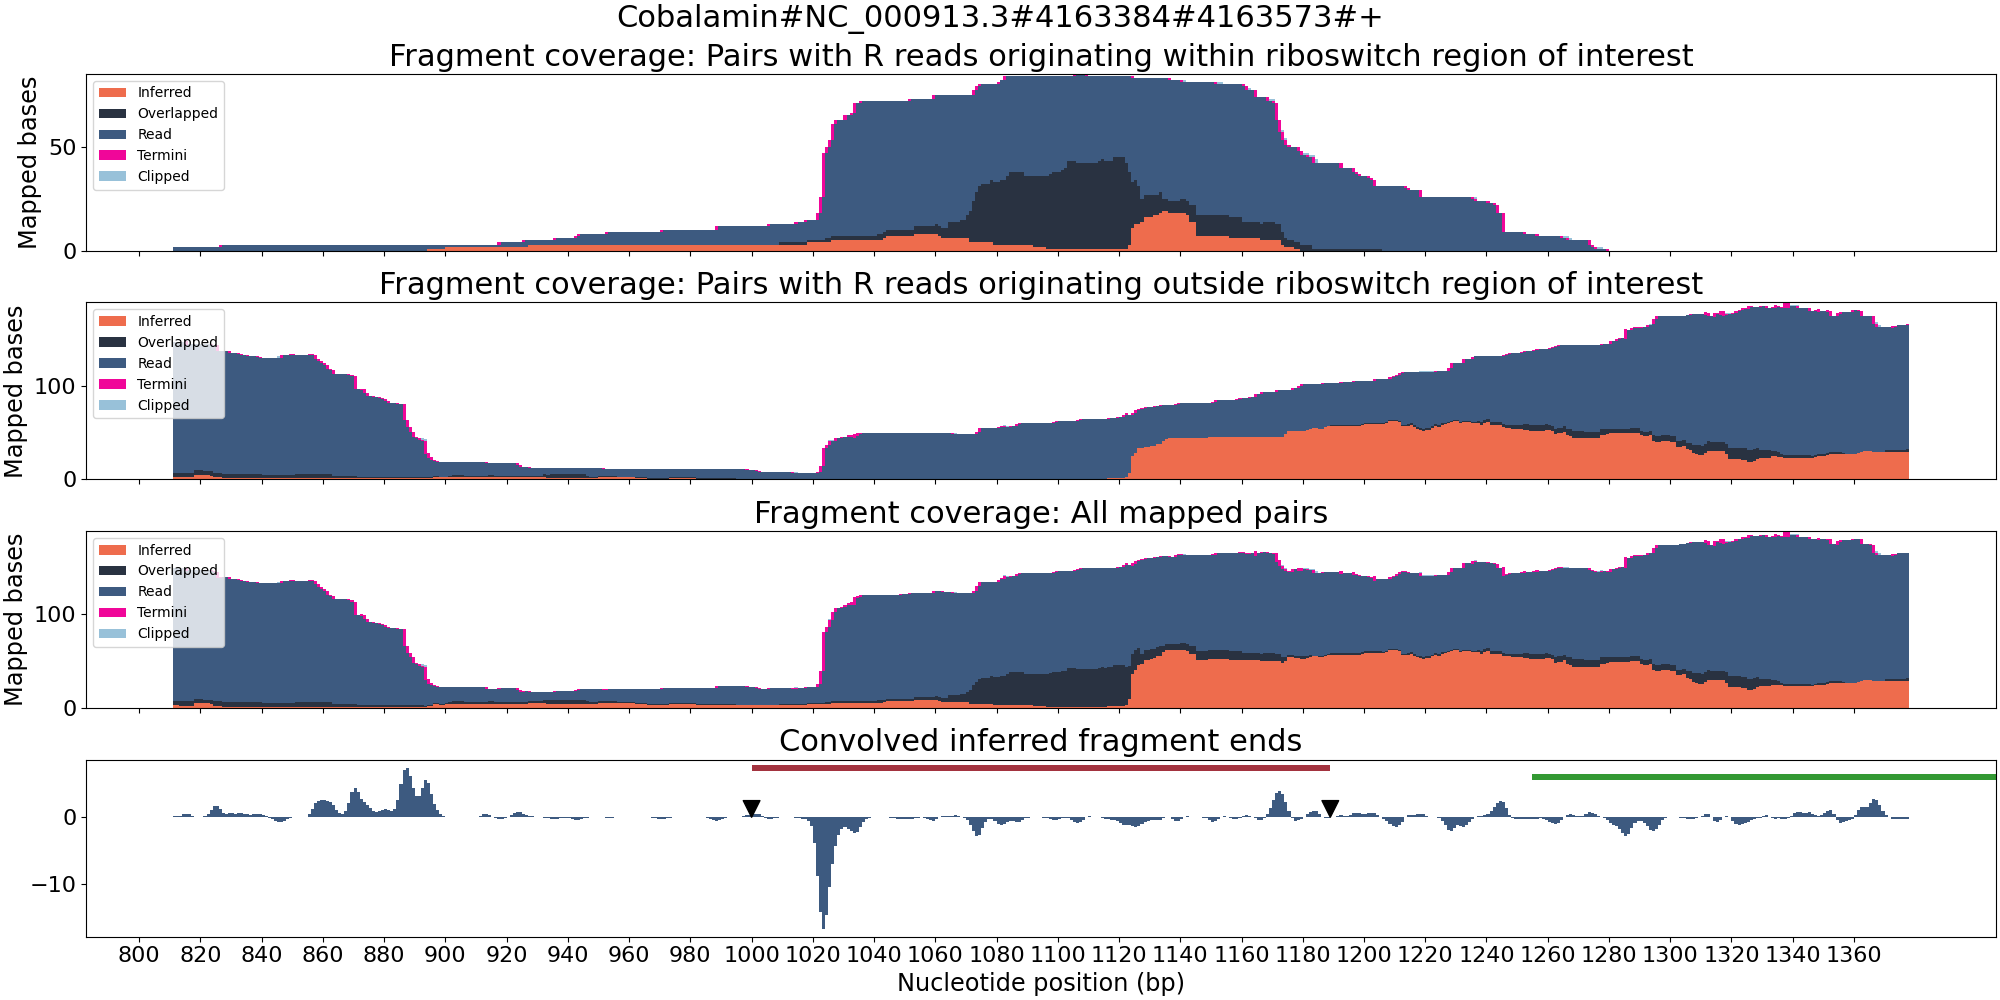 Cobalamin#NC_000913.3#4163384#4163573#+
Fragment coverage: Pairs with R reads originating within riboswitch region of interest
Mapped bases
50
0
Inferred
Overlapped
Read
Termini
Clipped
Fragment coverage: Pairs with R reads originating outside riboswitch region of interest
Mapped bases
100
0
Inferred
Overlapped
Read
Termini
Clipped
Fragment coverage: All mapped pairs
Mapped bases
100
0
Inferred
Overlapped
Read
Termini
Clipped
Convolved inferred fragment ends
0
−10
800 820 840 860 880 900 920 940 960 980 1000 1020 1040 1060 1080 1100 1120 1140 1160 1180 1200 1220 1240 1260 1280 1300 1320 1340 1360
Nucleotide position (bp)